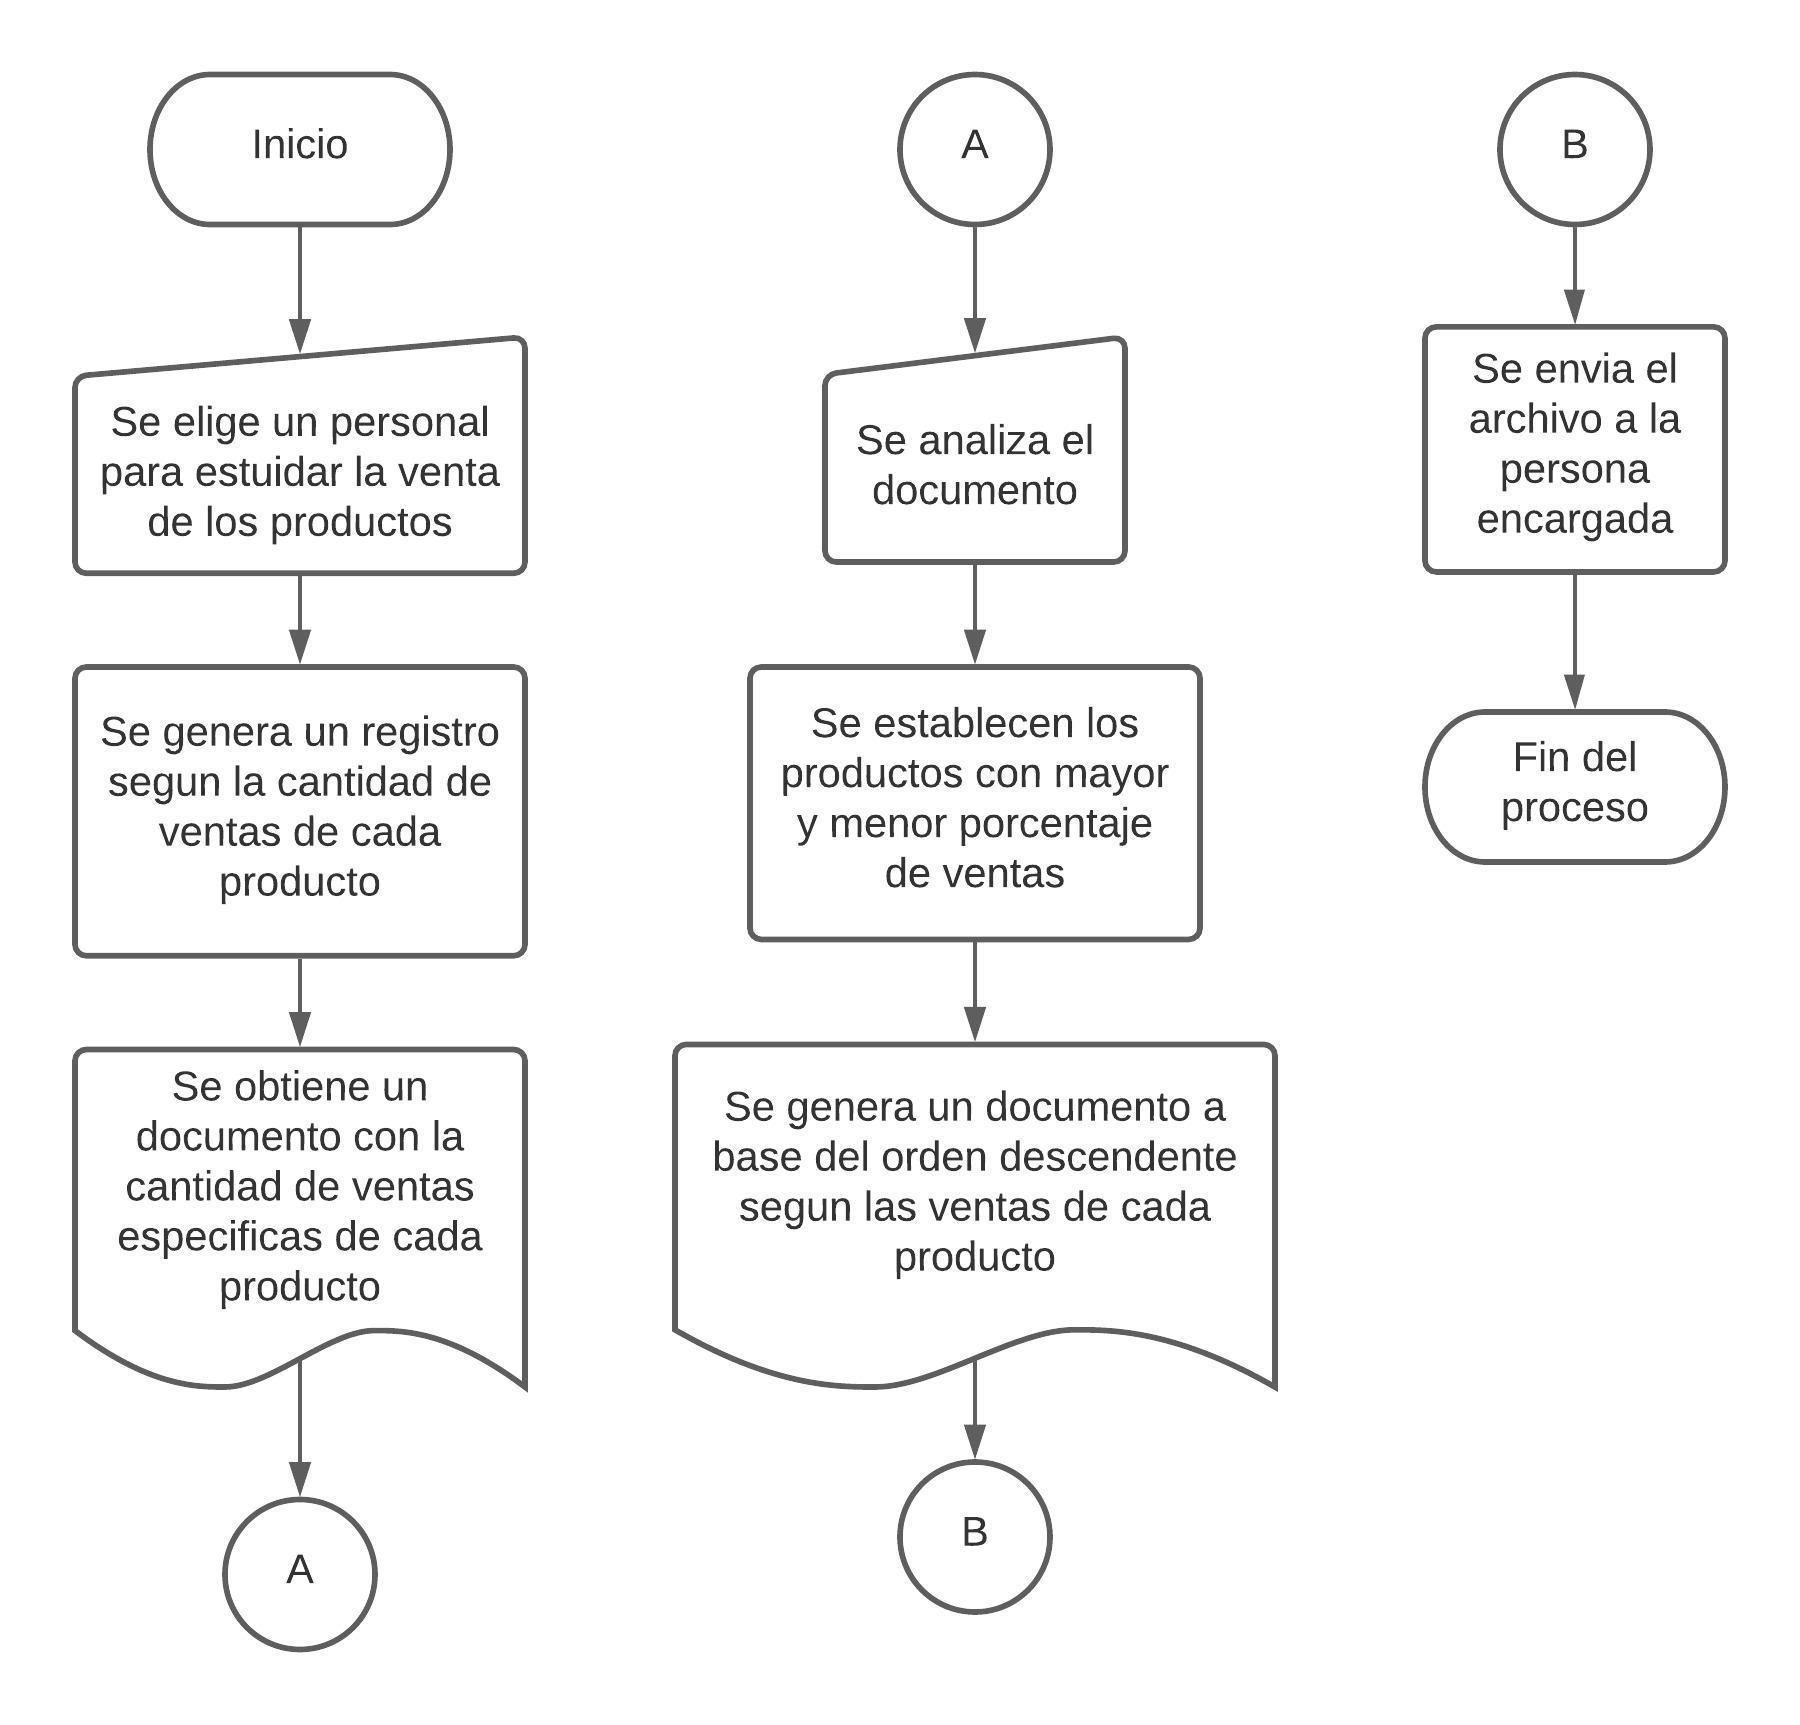 Inicio
Se elige un personal
para estuidar la venta
de los productos
Se genera un registro
segun la cantidad de
ventas de cada
producto
Se obtiene un
documento con la
cantidad de ventas
especificas de cada
producto
A
A
Se analiza el
documento
Se establecen los
productos con mayor
y menor porcentaje
de ventas
Se genera un documento a
base del orden descendente
segun las ventas de cada
producto
B
B
Se envia el
archivo a la
persona
encargada
Fin del
proceso